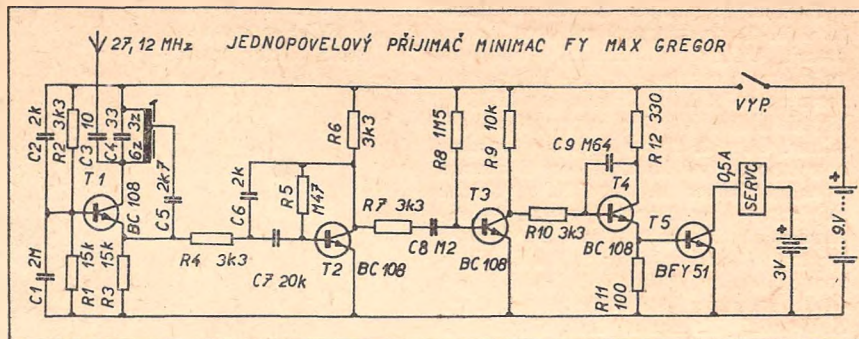 27,12 MHz
JEDNOPOVELOVÝ PŘIJIMAČ MINIMAC FY MAX GREGOR
C2 2k
R2 3k3
C3 10
C4 33
6z 3z
T1
BC 108
C5 2k7
C1 2M
R1 15k
R3 15k
R4 3k3
C6 2k
R5 M47
C7 20k
R6 3k3
T2
BC 108
R7 3k3
C8 M2
R8 1M5
R9 10k
T3
BC 108
R10 3k3
C9 M64
R12 330
T4
BC 108
R11 100
T5
BFY 51
0,5A
SERVO
VYP.
+
3V
+
... 9V ...